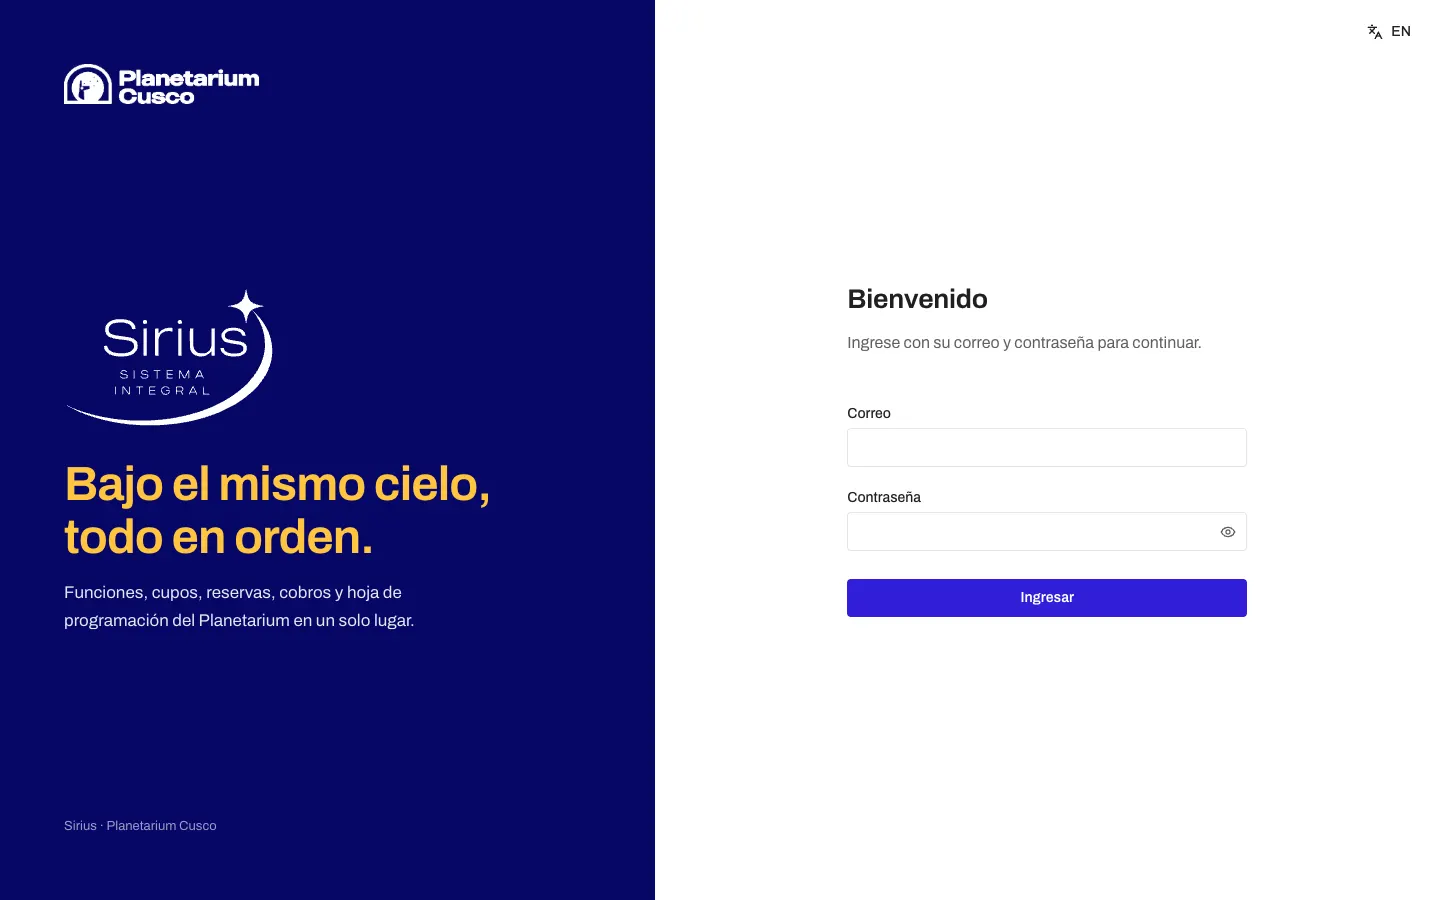 Planetarium
Cusco
EN
Sirius
SISTEMA
INTEGRAL
Bajo el mismo cielo,
todo en orden.
Funciones, cupos, reservas, cobros y hoja de
programación del Planetarium en un solo lugar.
Sirius · Planetarium Cusco
Bienvenido
Ingrese con su correo y contraseña para continuar.
Correo
Contraseña
Ingresar